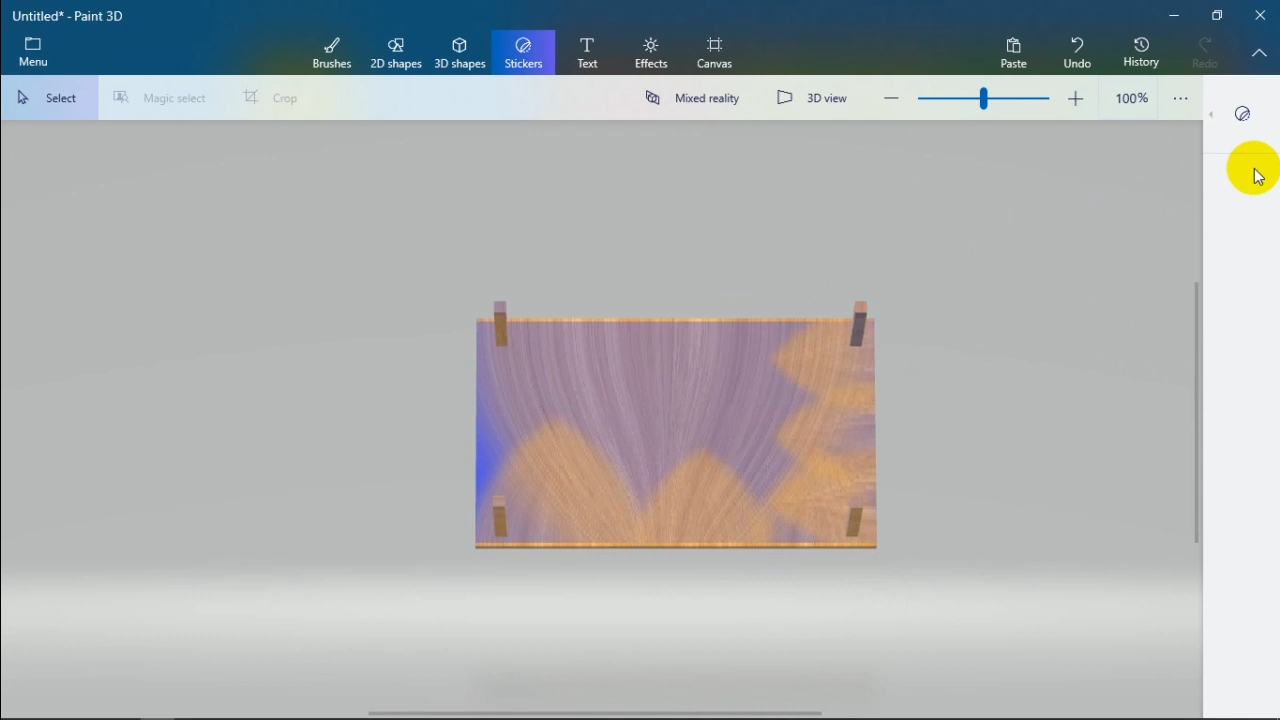 Untitled* - Paint 3D
Menu
Brushes
2D shapes
3D shapes
Stickers
Text
Effects
Canvas
Paste
Undo
History
Redo
Select
Magic select
Crop
Mixed reality
3D view
100%